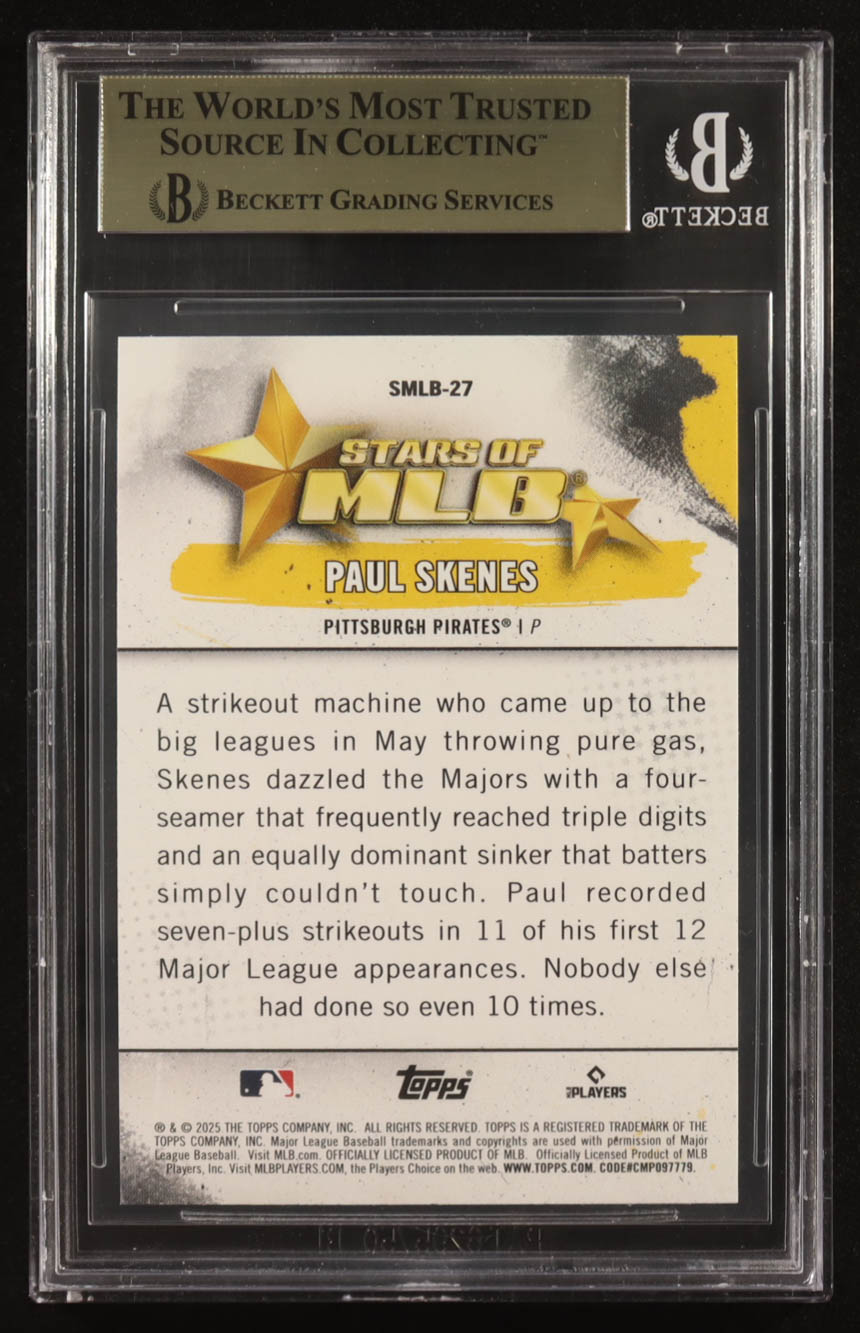 THE WORLD'S MOST TRUSTED
SOURCE IN COLLECTING™
B BECKETT GRADING SERVICES
B
BECKETT®
SMLB-27
STARS OF
MLB®
PAUL SKENES
PITTSBURGH PIRATES® | P
A strikeout machine who came up to the
big leagues in May throwing pure gas,
Skenes dazzled the Majors with a four-
seamer that frequently reached triple digits
and an equally dominant sinker that batters
simply couldn't touch. Paul recorded
seven-plus strikeouts in 11 of his first 12
Major League appearances. Nobody else
had done so even 10 times.
topps®
PLAYERS
® & © 2025 THE TOPPS COMPANY, INC. ALL RIGHTS RESERVED. TOPPS IS A REGISTERED TRADEMARK OF THE
TOPPS COMPANY, INC. Major League Baseball trademarks and copyrights are used with permission of Major
League Baseball. Visit MLB.com. OFFICIALLY LICENSED PRODUCT OF MLB. Officially Licensed Product of MLB
Players, Inc. Visit MLBPLAYERS.COM, the Players Choice on the web. WWW.TOPPS.COM. CODE#CMP097779.